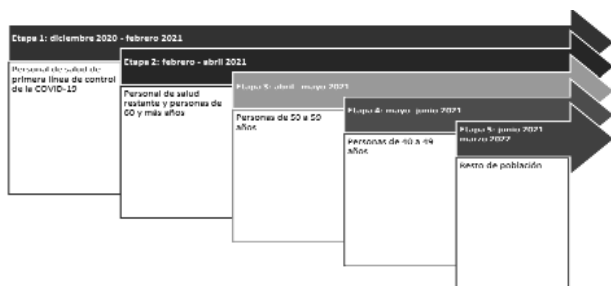 Etapa 1: diciembre 2020 - febrero 2021
Personal de salud de
primera línea de control
de la COVID-19
Etapa 2: febrero - abril 2021
Personal de salud
restante y personas de
60 y más años
Etapa 3: abril - mayo 2021
Personas de 50 a 59
años
Etapa 4: mayo - junio 2021
Personas de 40 a 49
años
Etapa 5: junio 2021
marzo 2022
Resto de población